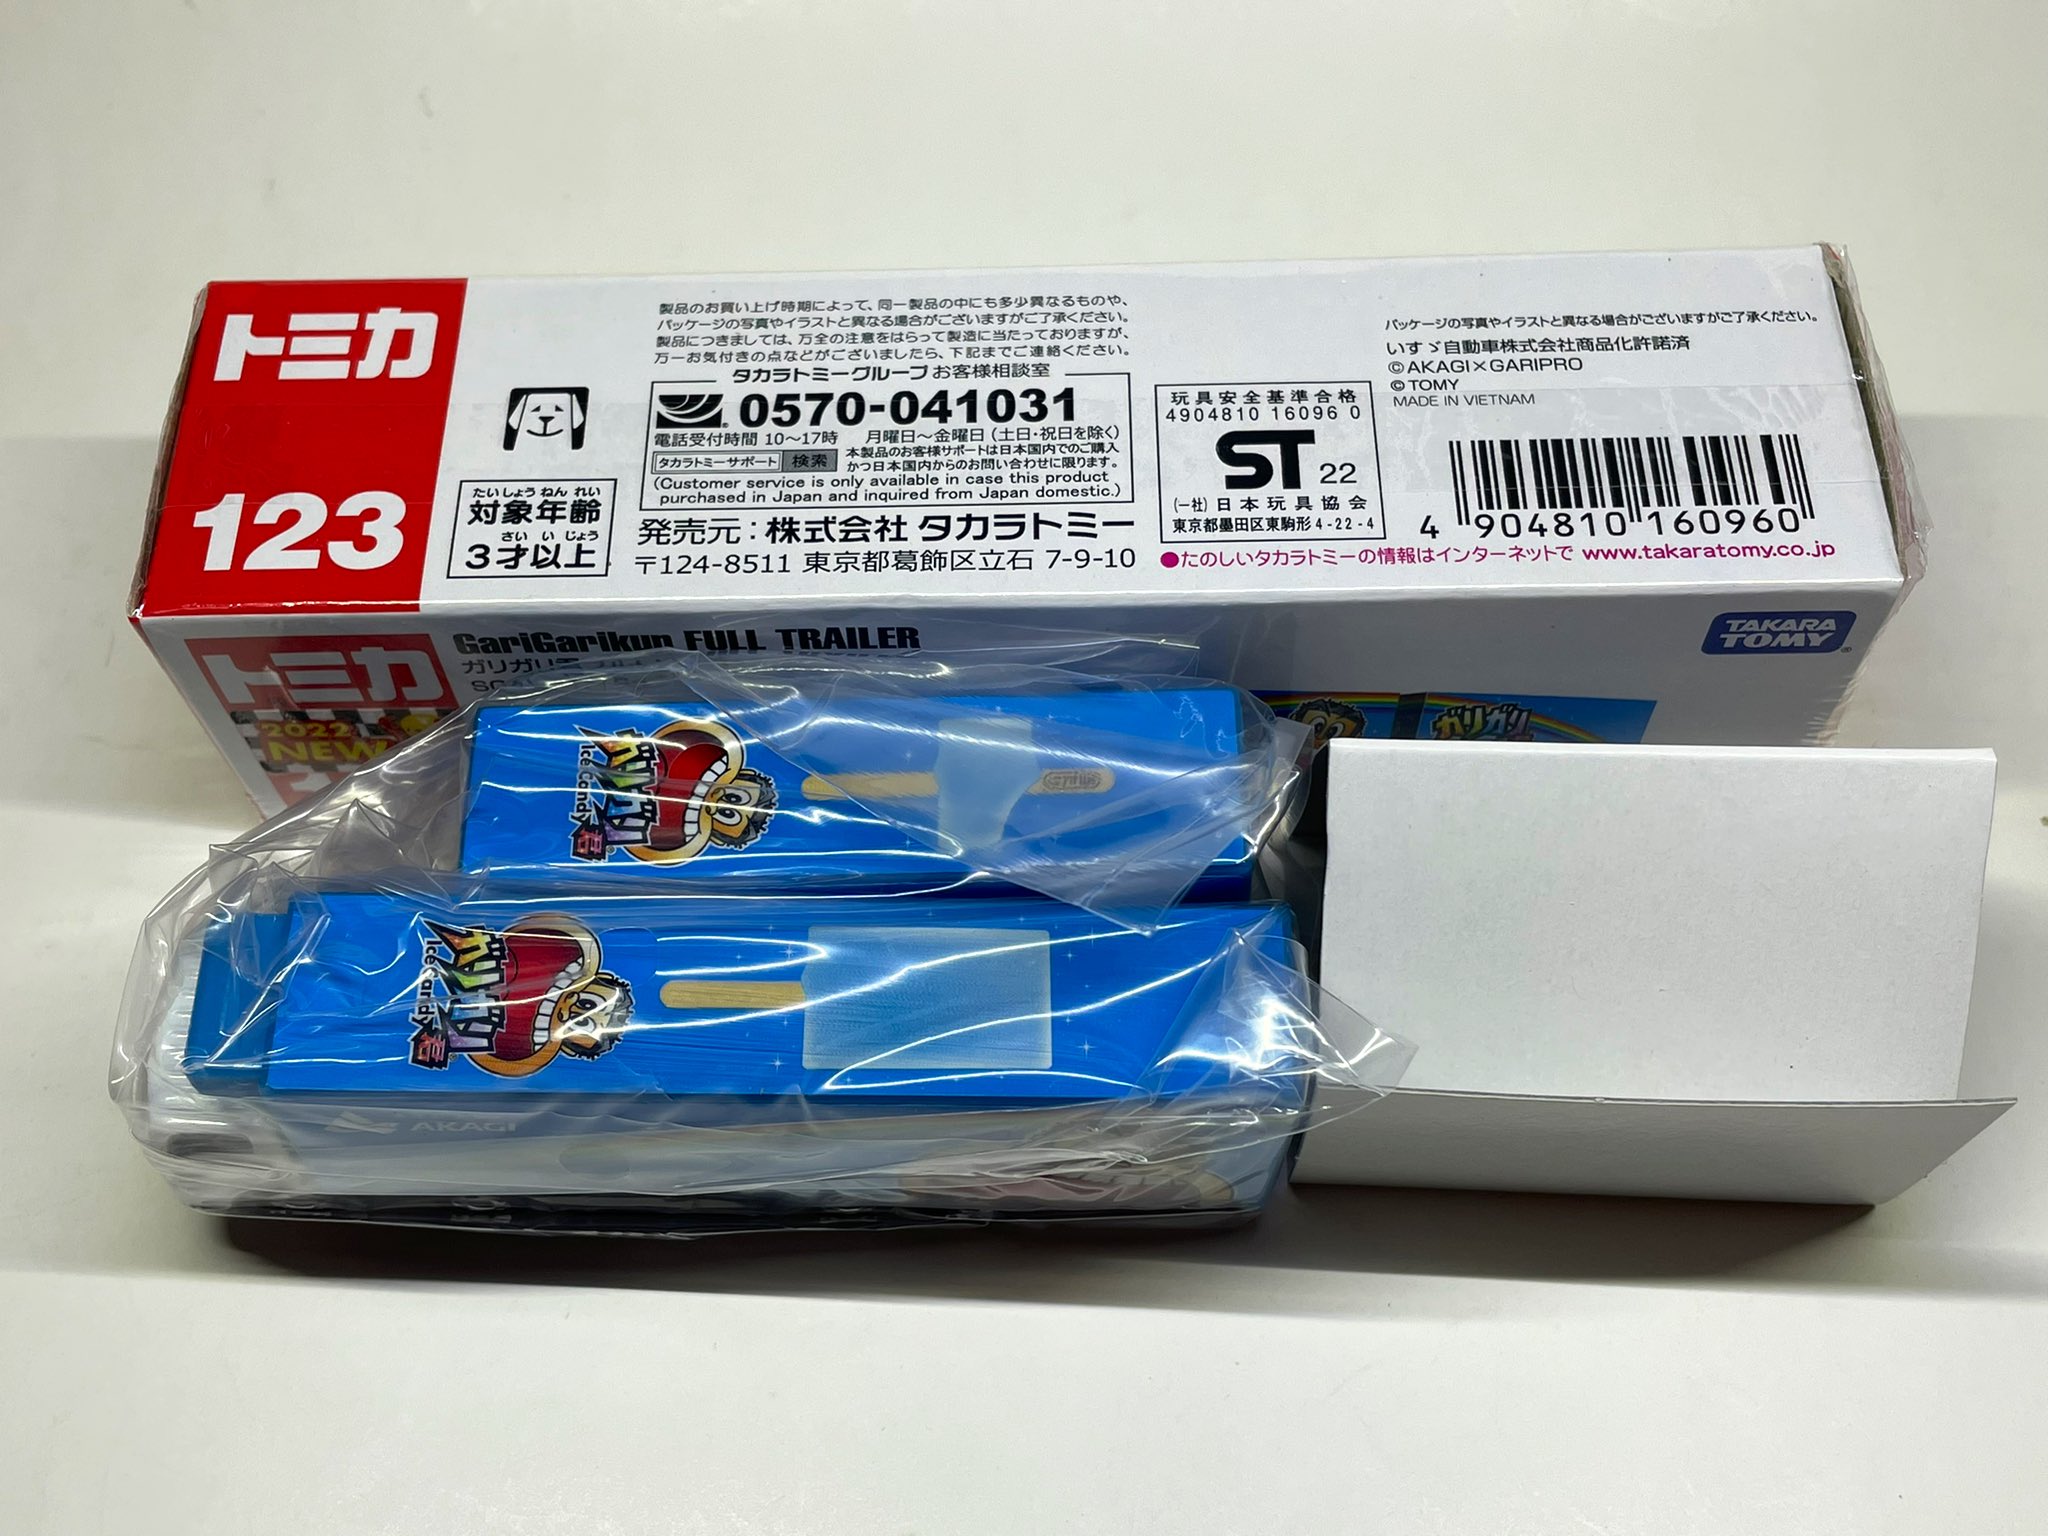 トミカ
123
たいしょうねんれい
対象年齢
さいいじょう
3才以上
製品のお買い上げ時期によって、同一製品の中にも多少異なるものや、
パッケージの写真やイラストと異なる場合がございますがご了承ください。
製品につきましては、万全の注意をはらって製造に当たっておりますが、
万一お気付きの点などがございましたら、下記までご連絡ください。
タカラトミーグループお客様相談室
0570-041031
電話受付時間 10〜17時 月曜日〜金曜日(土日・祝日を除く)
タカラトミーサポート 検索
本製品のお客様サポートは日本国内でのご購入
かつ日本国内からのお問い合わせに限ります。
(Customer service is only available in case this product
purchased in Japan and inquired from Japan domestic.)
発売元:株式会社 タカラトミー
〒124-8511 東京都葛飾区立石 7-9-10
玩具安全基準合格
4904810 16096 0
ST 22
(一社)日本玩具協会
東京都墨田区東駒形4-22-4
パッケージの写真やイラストと異なる場合がございますがご了承ください。
いすゞ自動車株式会社商品化許諾済
©AKAGI×GARIPRO
©TOMY
MADE IN VIETNAM
4 904810 160960
●たのしいタカラトミーの情報はインターネットで www.takaratomy.co.jp
トミカ
2022
NEW
GariGarikun FULL TRAILER
ガリガリ君
TAKARA
TOMY
ガリガリ
ガリガリ君
Ice Candy
ガリガリ君
Ice Candy
AKAGI